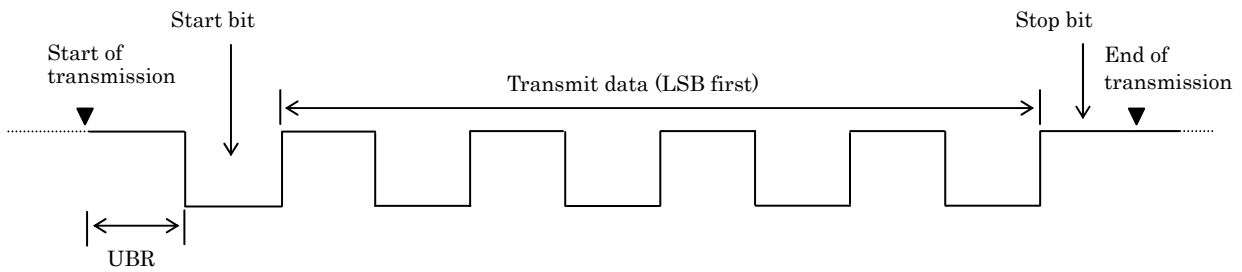 Start bit
Stop bit
Start of
transmission
End of
transmission
Transmit data (LSB first)
UBR